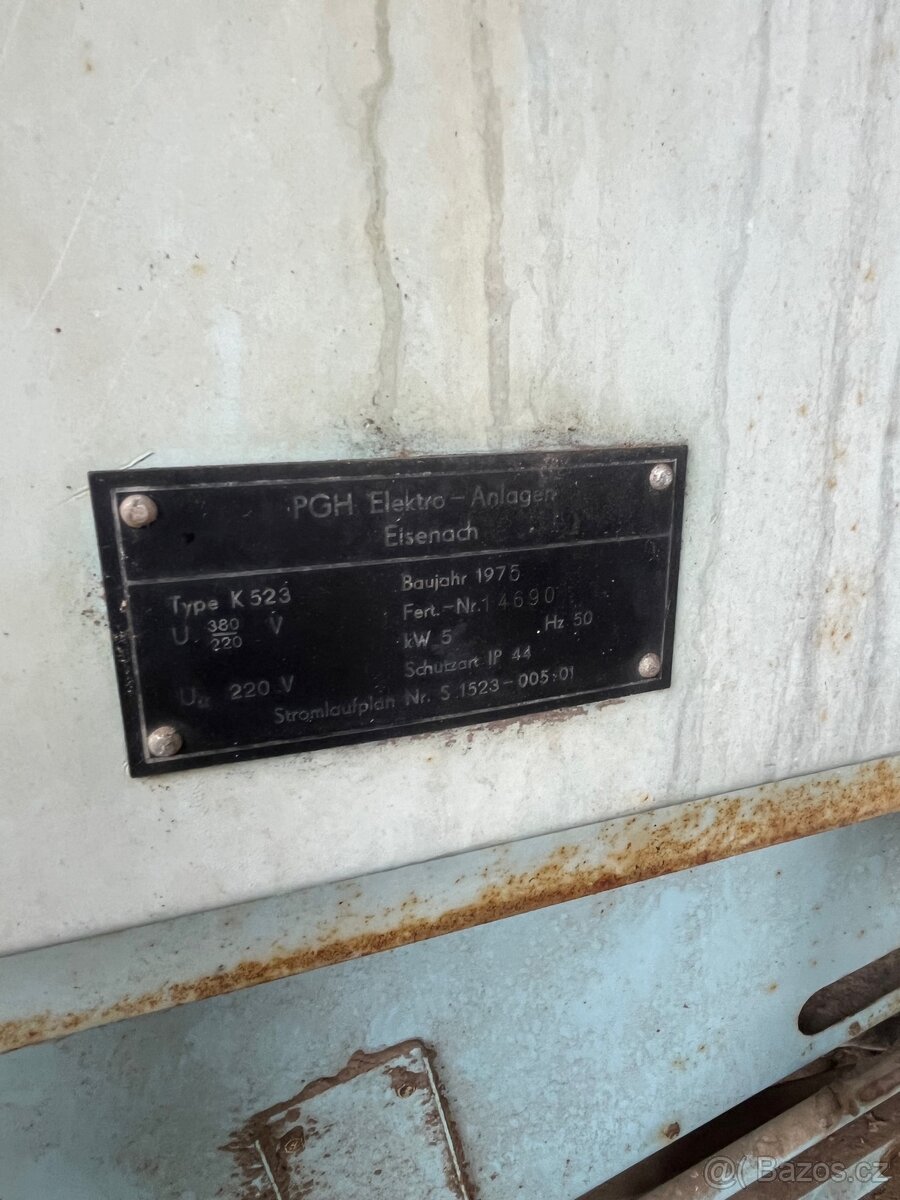 PGH Elektro-Anlagen
Eisenach
Type K 523
U 380/220 V
U 220 V
Baujahr 1975
Fert.-Nr. 14690
kW 5 Hz 50
Schutzart IP 44
Stromlaufplan Nr. S 1523-005:01
@( Bazos.cz